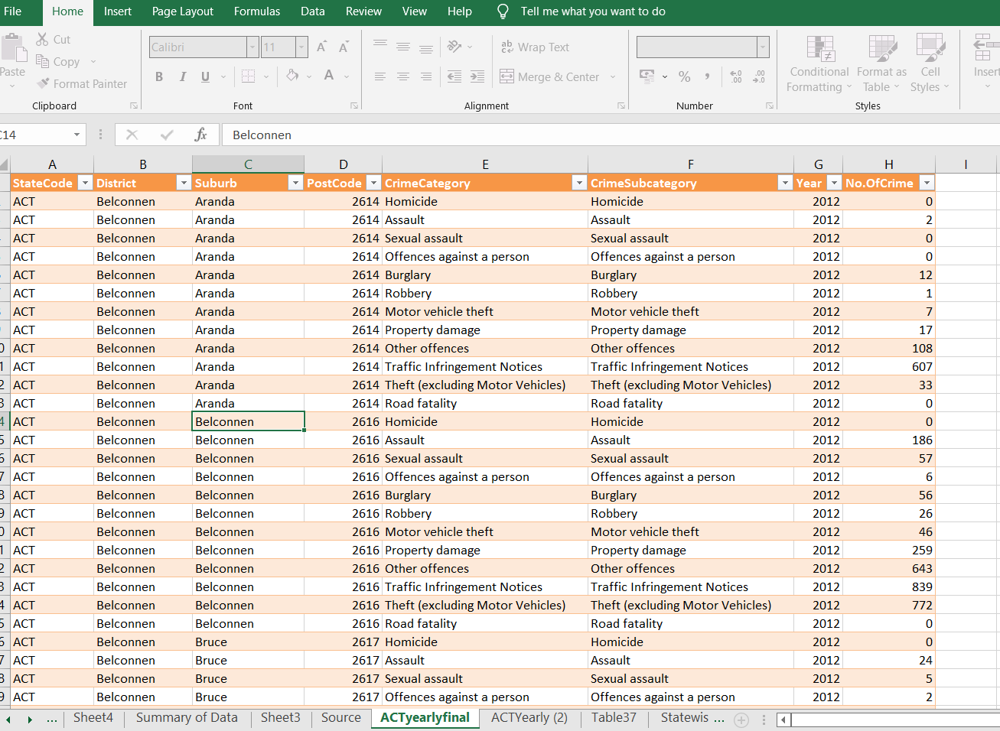 File Home Insert Page Layout Formulas Data Review View Help Tell me what you want to do
Cut
Copy
Format Painter
Paste
Clipboard
Calibri 11 A A
B I U A
Font
ab Wrap Text
Merge & Center
Alignment
% , .00 .00
Number
Conditional Formatting
Format as Table
Cell Styles
Styles
Insert
C14 fx Belconnen
A B C D E F G H I
StateCode District Suburb PostCode CrimeCategory CrimeSubcategory Year No.OfCrime
ACT Belconnen Aranda 2614 Homicide Homicide 2012 0
ACT Belconnen Aranda 2614 Assault Assault 2012 2
ACT Belconnen Aranda 2614 Sexual assault Sexual assault 2012 0
ACT Belconnen Aranda 2614 Offences against a person Offences against a person 2012 0
ACT Belconnen Aranda 2614 Burglary Burglary 2012 12
ACT Belconnen Aranda 2614 Robbery Robbery 2012 1
ACT Belconnen Aranda 2614 Motor vehicle theft Motor vehicle theft 2012 7
ACT Belconnen Aranda 2614 Property damage Property damage 2012 17
ACT Belconnen Aranda 2614 Other offences Other offences 2012 108
ACT Belconnen Aranda 2614 Traffic Infringement Notices Traffic Infringement Notices 2012 607
ACT Belconnen Aranda 2614 Theft (excluding Motor Vehicles) Theft (excluding Motor Vehicles) 2012 33
ACT Belconnen Aranda 2614 Road fatality Road fatality 2012 0
ACT Belconnen Belconnen 2616 Homicide Homicide 2012 0
ACT Belconnen Belconnen 2616 Assault Assault 2012 186
ACT Belconnen Belconnen 2616 Sexual assault Sexual assault 2012 57
ACT Belconnen Belconnen 2616 Offences against a person Offences against a person 2012 6
ACT Belconnen Belconnen 2616 Burglary Burglary 2012 56
ACT Belconnen Belconnen 2616 Robbery Robbery 2012 26
ACT Belconnen Belconnen 2616 Motor vehicle theft Motor vehicle theft 2012 46
ACT Belconnen Belconnen 2616 Property damage Property damage 2012 259
ACT Belconnen Belconnen 2616 Other offences Other offences 2012 643
ACT Belconnen Belconnen 2616 Traffic Infringement Notices Traffic Infringement Notices 2012 839
ACT Belconnen Belconnen 2616 Theft (excluding Motor Vehicles) Theft (excluding Motor Vehicles) 2012 772
ACT Belconnen Belconnen 2616 Road fatality Road fatality 2012 0
ACT Belconnen Bruce 2617 Homicide Homicide 2012 0
ACT Belconnen Bruce 2617 Assault Assault 2012 24
ACT Belconnen Bruce 2617 Sexual assault Sexual assault 2012 5
ACT Belconnen Bruce 2617 Offences against a person Offences against a person 2012 2
... Sheet4 Summary of Data Sheet3 Source ACTyearlyfinal ACTYearly (2) Table37 Statewis ...